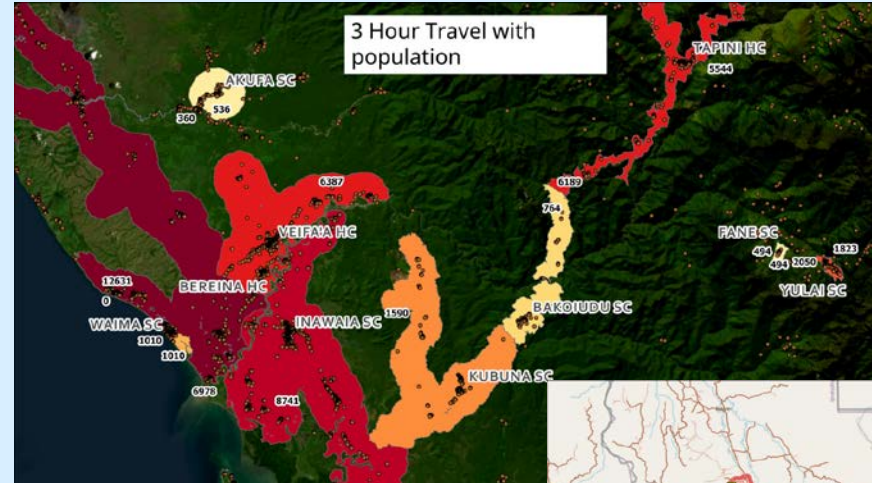 3 Hour Travel with
population
TAPINI HC
5544
AKUFA SC
536
360
6387
6189
764
VEIFA'A HC
FANE SC
494
494
2050
1823
YULAI SC
12631
0
BEREINA HC
1590
BAKOIUDU SC
WAIMA SC
1010
1010
INAWAIA SC
KUBUNA SC
6978
8741